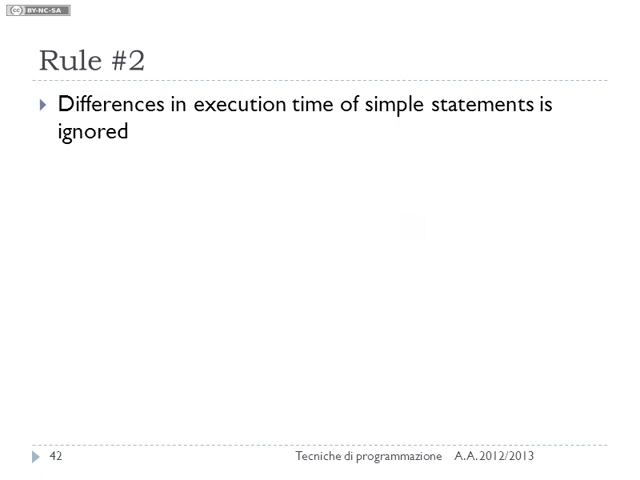 CC BY-NC-SA
Rule #2
Differences in execution time of simple statements is
ignored
42 Tecniche di programmazione A.A. 2012/2013